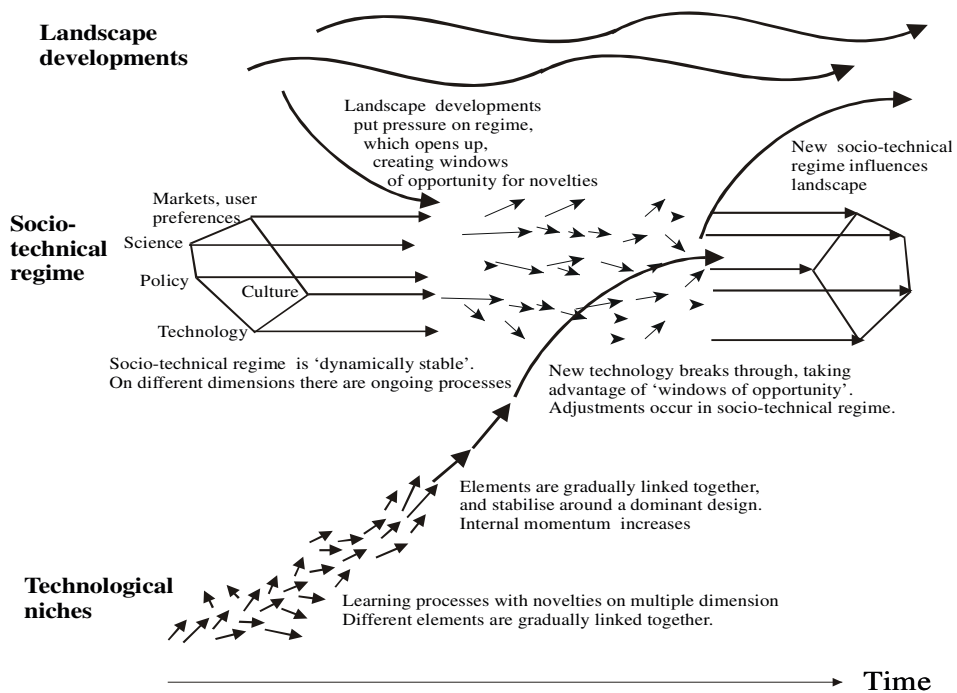 Landscape
developments
Landscape developments
put pressure on regime,
which opens up,
creating windows
of opportunity for novelties
New socio-technical
regime influences
landscape
Socio-
technical
regime
Markets, user
preferences
Science
Policy
Culture
Technology
Socio-technical regime is ‘dynamically stable’.
On different dimensions there are ongoing processes
New technology breaks through, taking
advantage of ‘windows of opportunity’.
Adjustments occur in socio-technical regime.
Elements are gradually linked together,
and stabilise around a dominant design.
Internal momentum increases
Technological
niches
Learning processes with novelties on multiple dimension
Different elements are gradually linked together.
Time